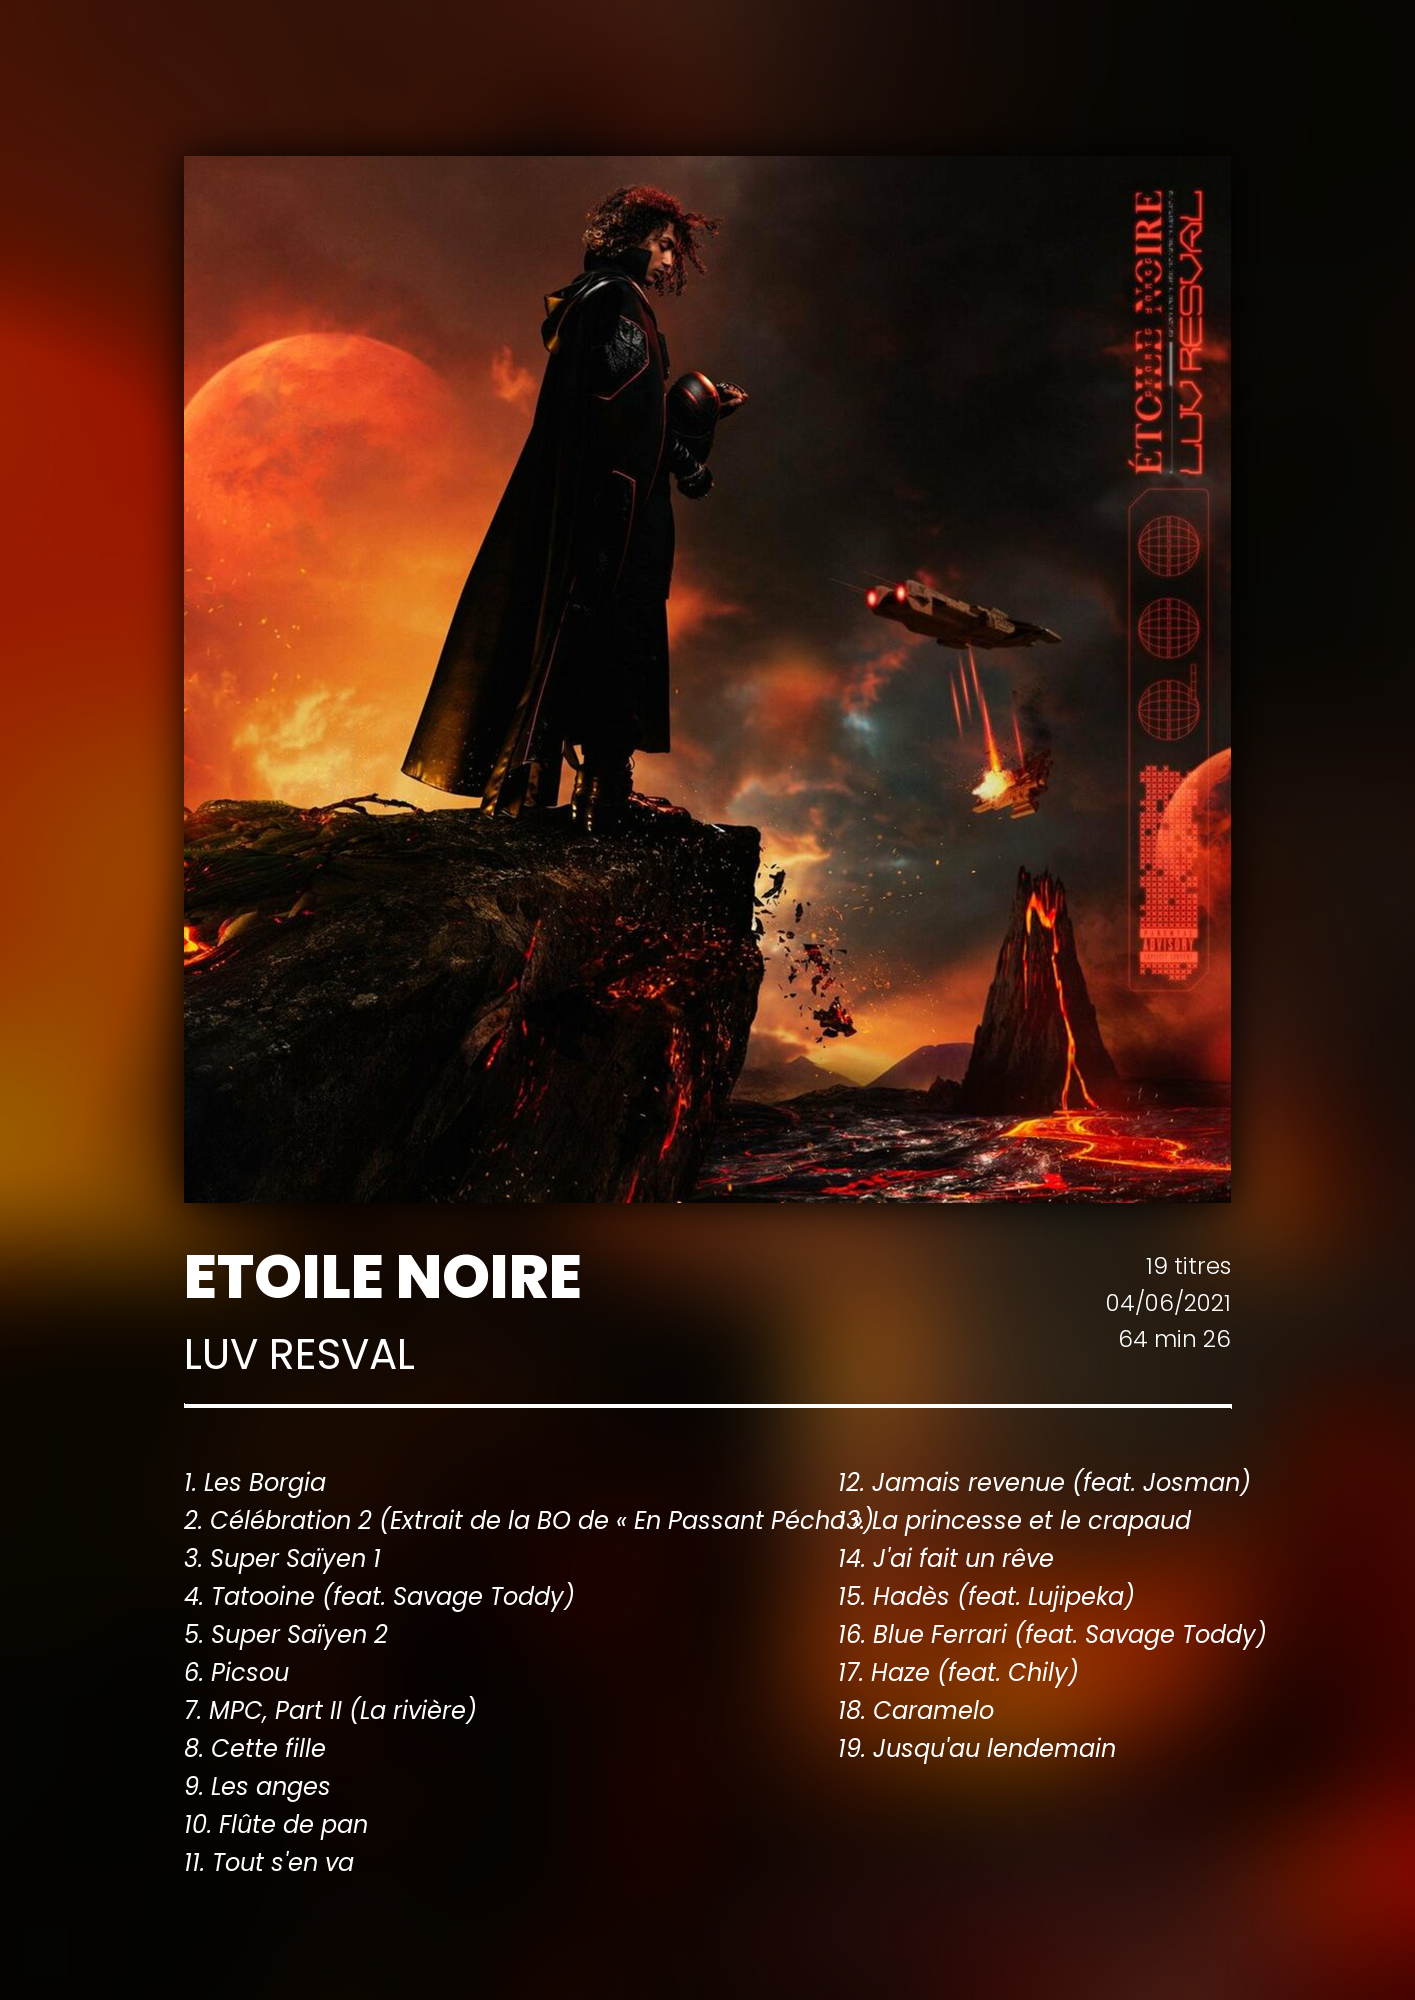 ÉTOILE NOIRE
LUV RESVAL
ADVISORY
ETOILE NOIRE
LUV RESVAL
19 titres
04/06/2021
64 min 26
1. Les Borgia
2. Célébration 2 (Extrait de la BO de « En Passant Pécho »)
3. Super Saïyen 1
4. Tatooine (feat. Savage Toddy)
5. Super Saïyen 2
6. Picsou
7. MPC, Part II (La rivière)
8. Cette fille
9. Les anges
10. Flûte de pan
11. Tout s'en va
12. Jamais revenue (feat. Josman)
13. La princesse et le crapaud
14. J'ai fait un rêve
15. Hadès (feat. Lujipeka)
16. Blue Ferrari (feat. Savage Toddy)
17. Haze (feat. Chily)
18. Caramelo
19. Jusqu'au lendemain